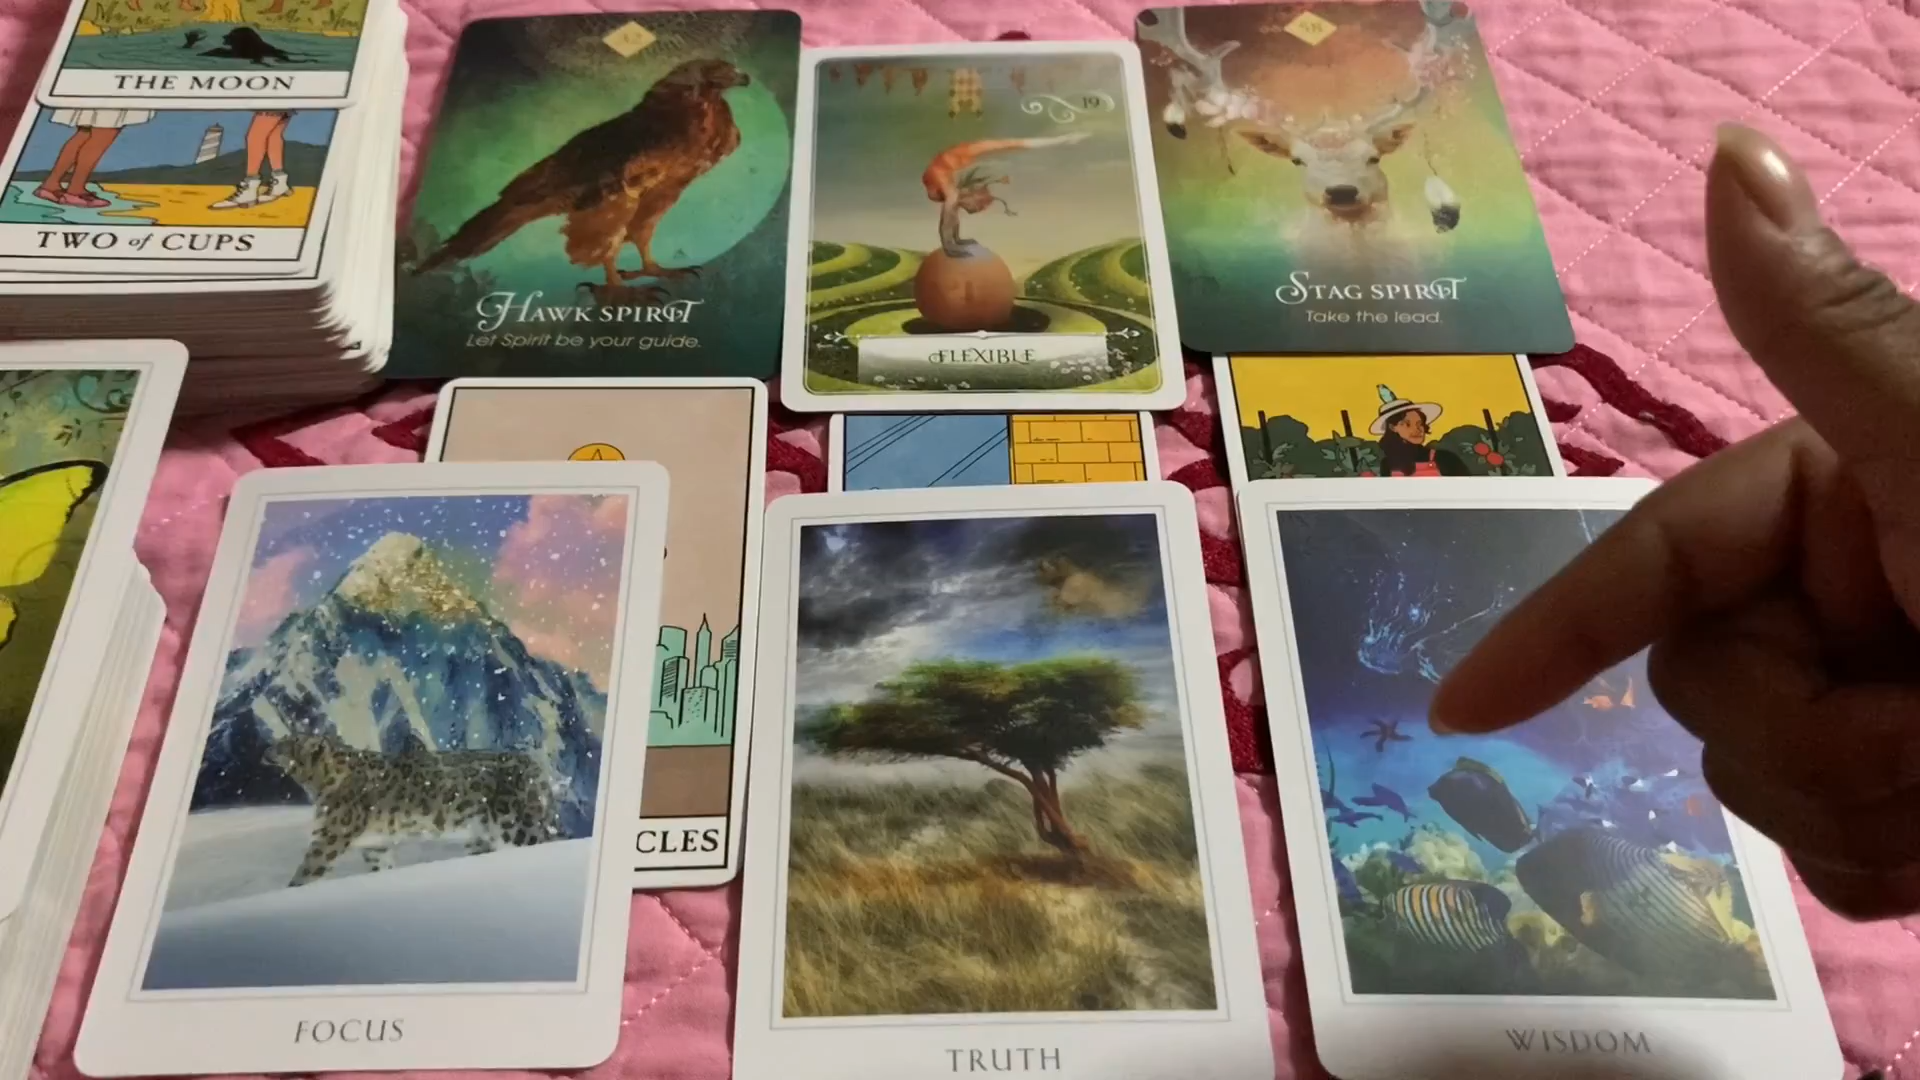 THE MOON
TWO of CUPS
HAWK SPIRIT
Let Spirit be your guide.
19
FLEXIBLE
58
STAG SPIRIT
Take the lead.
CLES
FOCUS
TRUTH
WISDOM